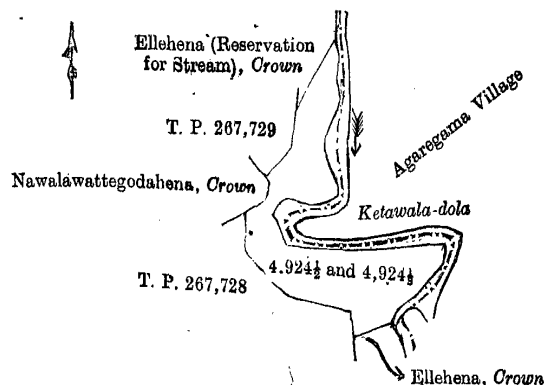 Ellehena (Reservation
for Stream), Crown
T. P. 267,729
Agaregama Village
Nawalawattegodahena, Crown
Ketawala-dola
4.924½ and 4,924⅓
T. P. 267,728
Ellehena, Crown